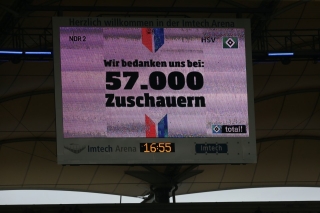 Herzlich willkommen in der Imtech Arena
NDR 2
HSV
Wir bedanken uns bei:
57.000
Zuschauern
total!
Imtech Arena
16:55
Imtech